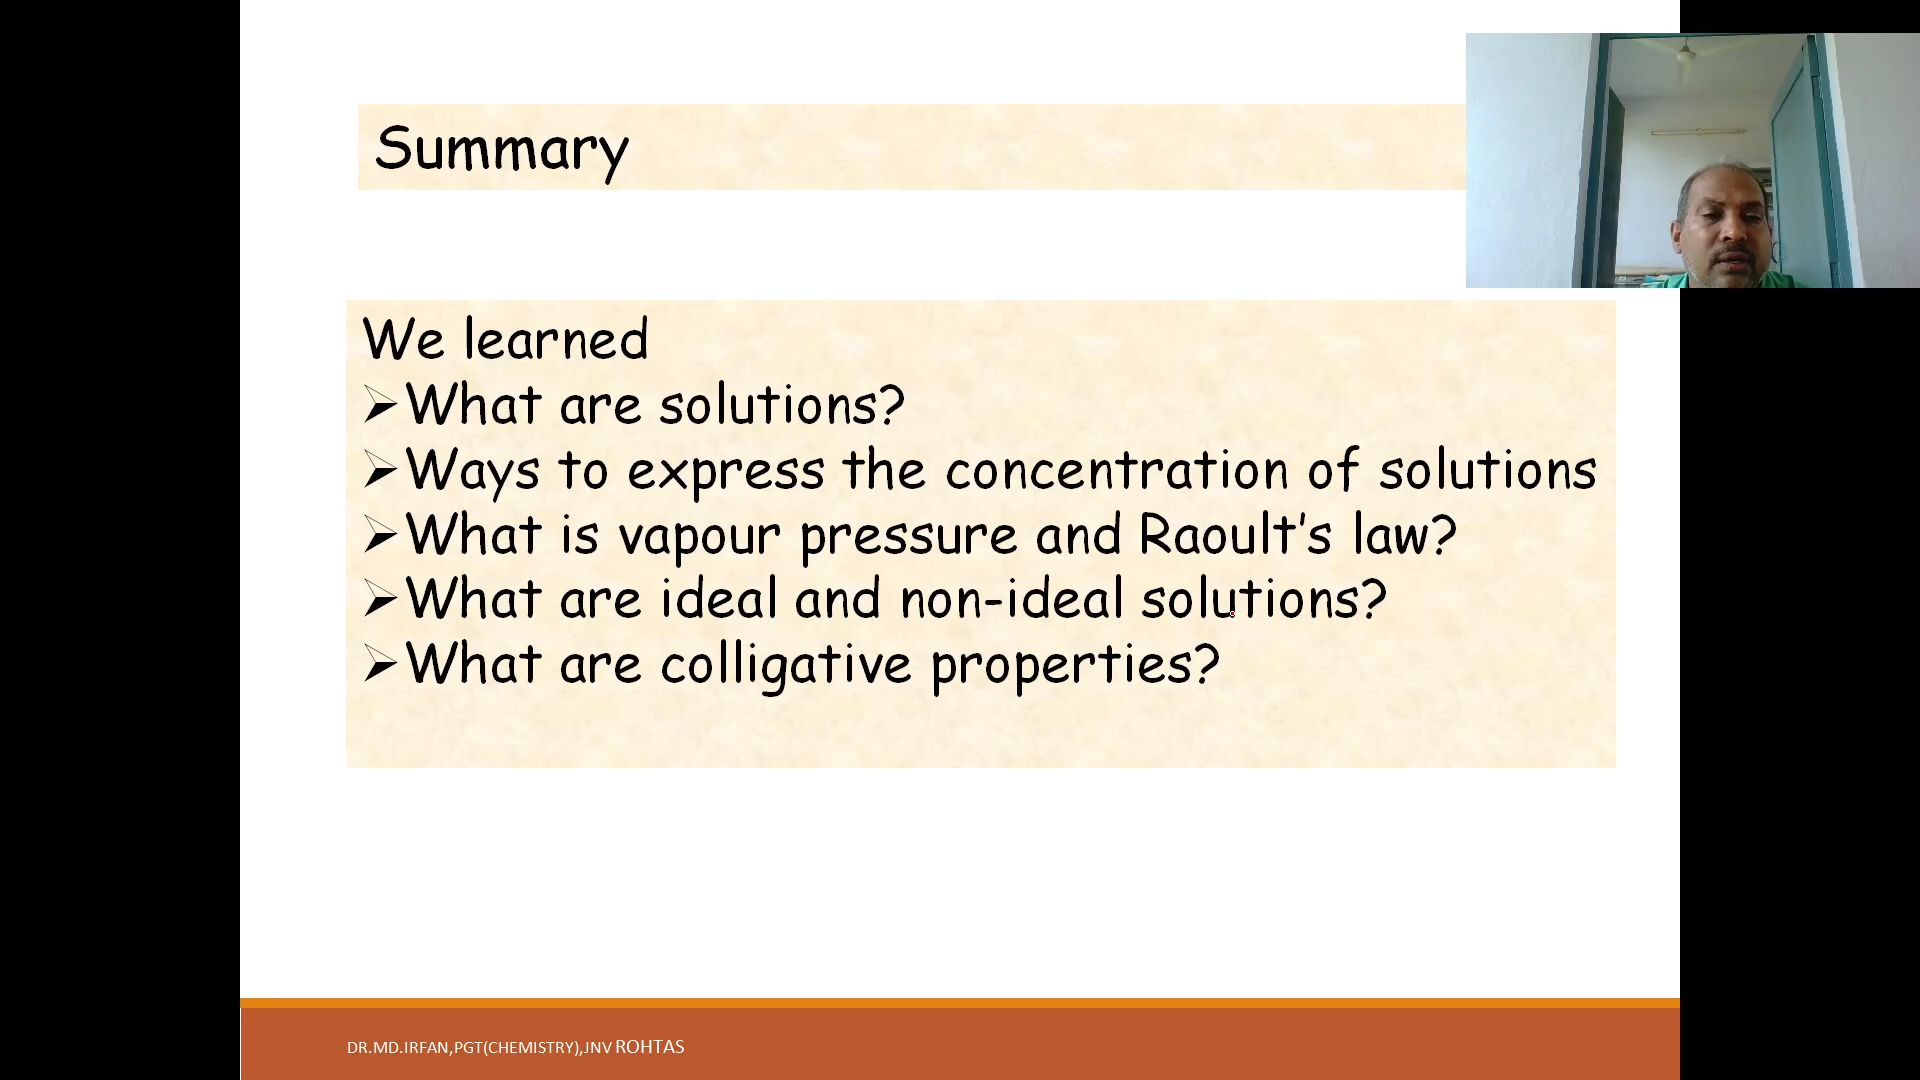 Summary
We learned
➢What are solutions?
➢Ways to express the concentration of solutions
➢What is vapour pressure and Raoult’s law?
➢What are ideal and non-ideal solutions?
➢What are colligative properties?
DR.MD.IRFAN,PGT(CHEMISTRY),JNV ROHTAS